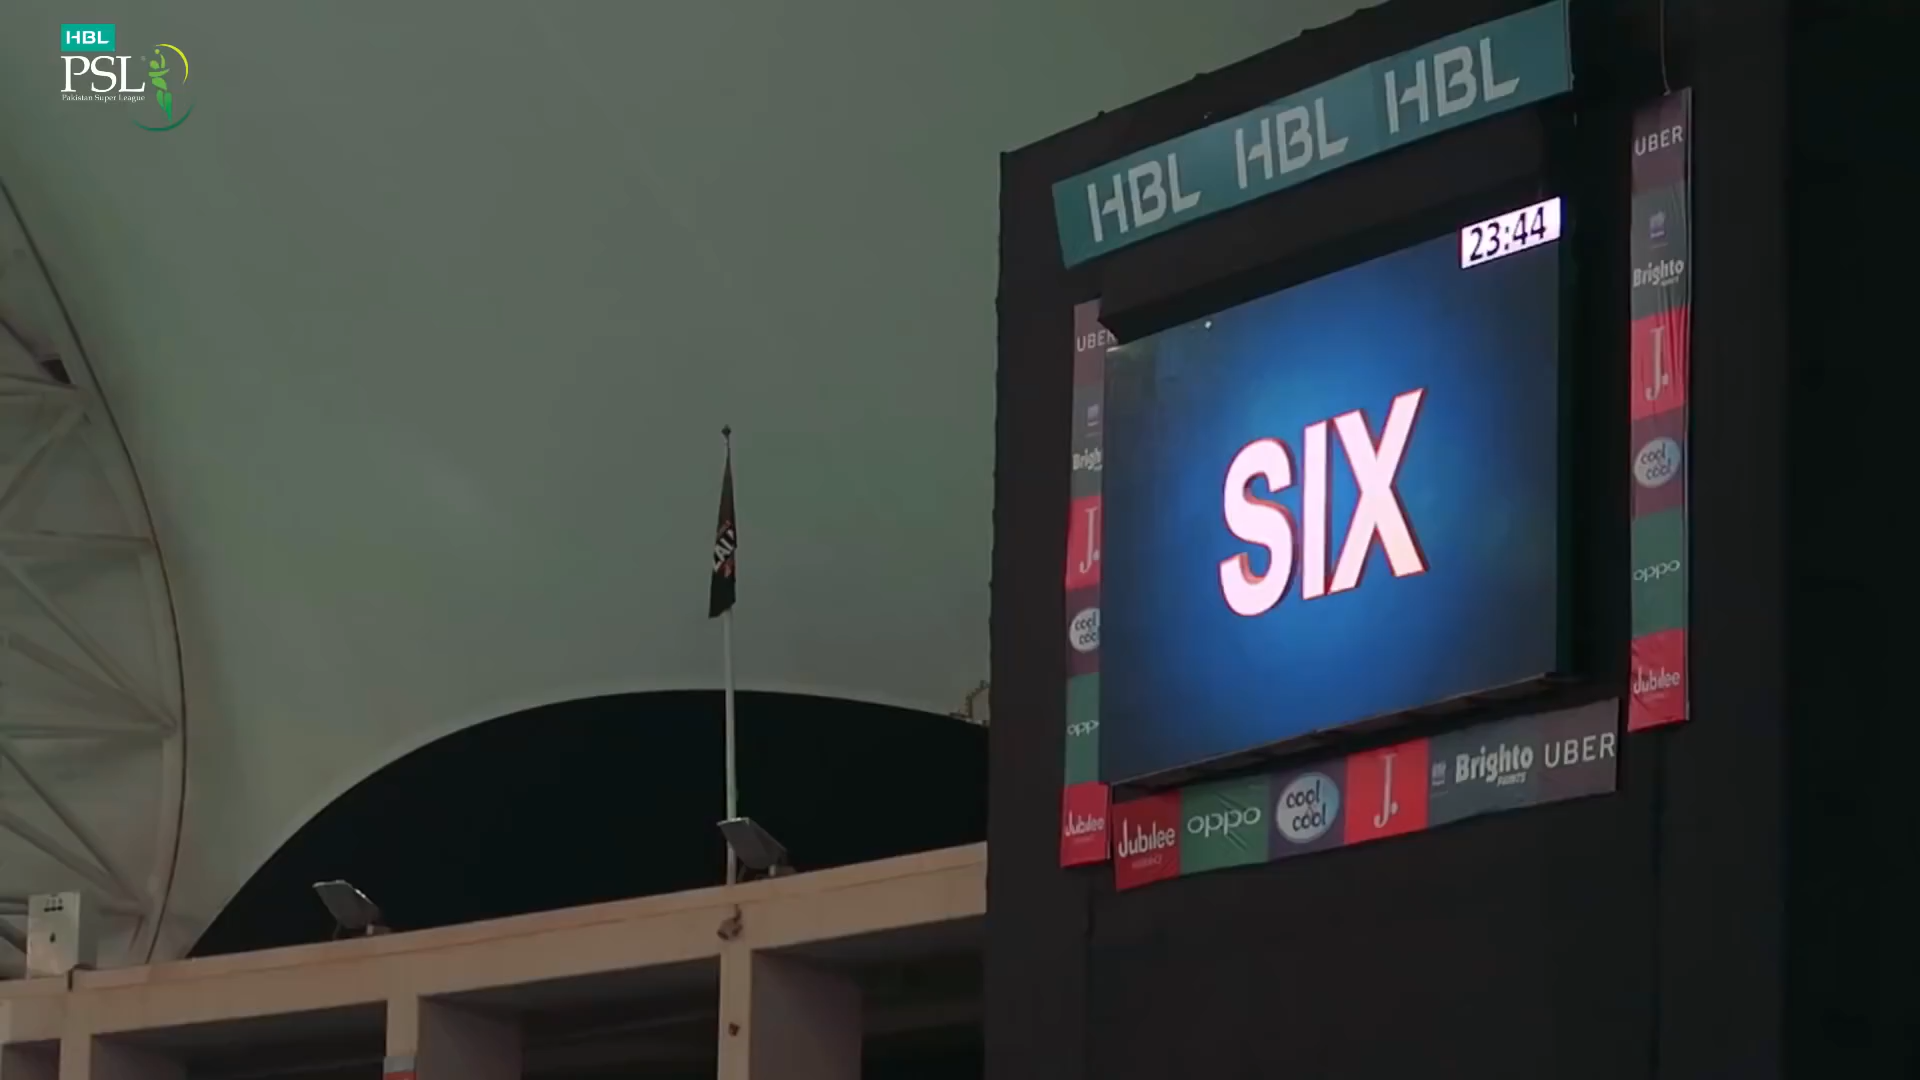 HBL
PSL
Pakistan Super League
HBL HBL HBL
23:44
SIX
UBER
Brighto
J.
cool & cool
oppo
Jubilee
UBER
J.
cool
oppo
Jubilee
Jubilee
oppo
cool & cool
J.
Brighto
PAINTS
UBER